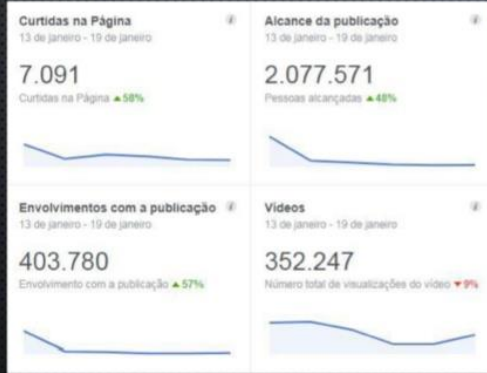 Curtidas na Página
13 de janeiro - 19 de janeiro
7.091
Curtidas na Página ▲58%
Alcance da publicação
13 de janeiro - 19 de janeiro
2.077.571
Pessoas alcançadas ▲48%
Envolvimentos com a publicação
13 de janeiro - 19 de janeiro
403.780
Envolvimento com a publicação ▲57%
Vídeos
13 de janeiro - 19 de janeiro
352.247
Número total de visualizações do vídeo ▼9%